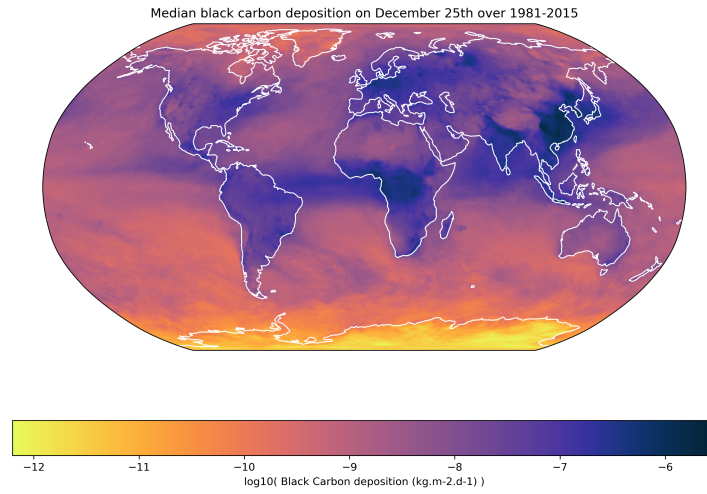 Median black carbon deposition on December 25th over 1981-2015
−12 −11 −10 −9 −8 −7 −6
log10( Black Carbon deposition (kg.m-2.d-1) )